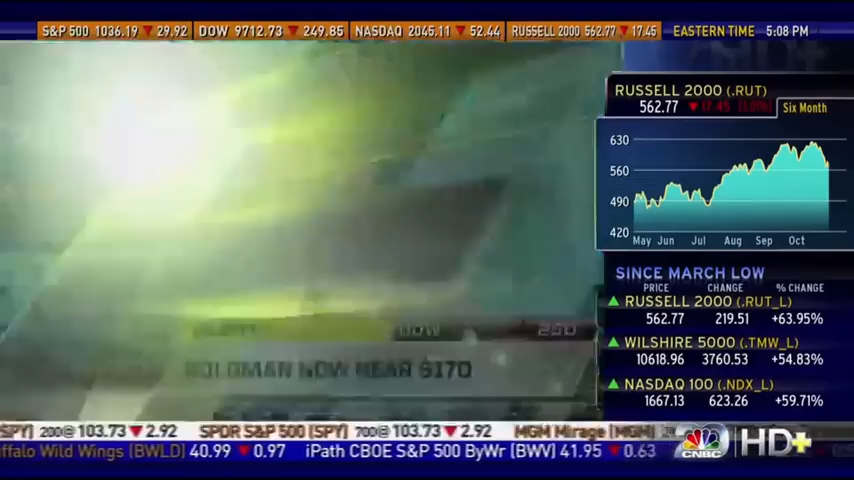 S&P 500 1036.19 ▼ 29.92 DOW 9712.73 ▼ 249.85 NASDAQ 2045.11 ▼ 52.44 RUSSELL 2000 562.77 ▼ 17.45 EASTERN TIME 5:08 PM
HD+
RUSSELL 2000 (.RUT)
562.77 ▼ 17.45
Six Month
630
560
490
420
May Jun Jul Aug Sep Oct
SINCE MARCH LOW
PRICE CHANGE % CHANGE
▲ RUSSELL 2000 (.RUT_L)
562.77 219.51 +63.95%
▲ WILSHIRE 5000 (.TMW_L)
10618.96 3760.53 +54.83%
▲ NASDAQ 100 (.NDX_L)
1667.13 623.26 +59.71%
DOW 250
GOLDMAN NOW NEAR $170
(SPY) 200@ 103.73 ▼ 2.92 SPDR S&P 500 (SPY) 700@ 103.73 ▼ 2.92 MGM Mirage (MGM)
ffalo Wild Wings (BWLD) 40.99 ▼ 0.97 iPath CBOE S&P 500 ByWr (BWV) 41.95 ▼ 0.63
CNBC HD+